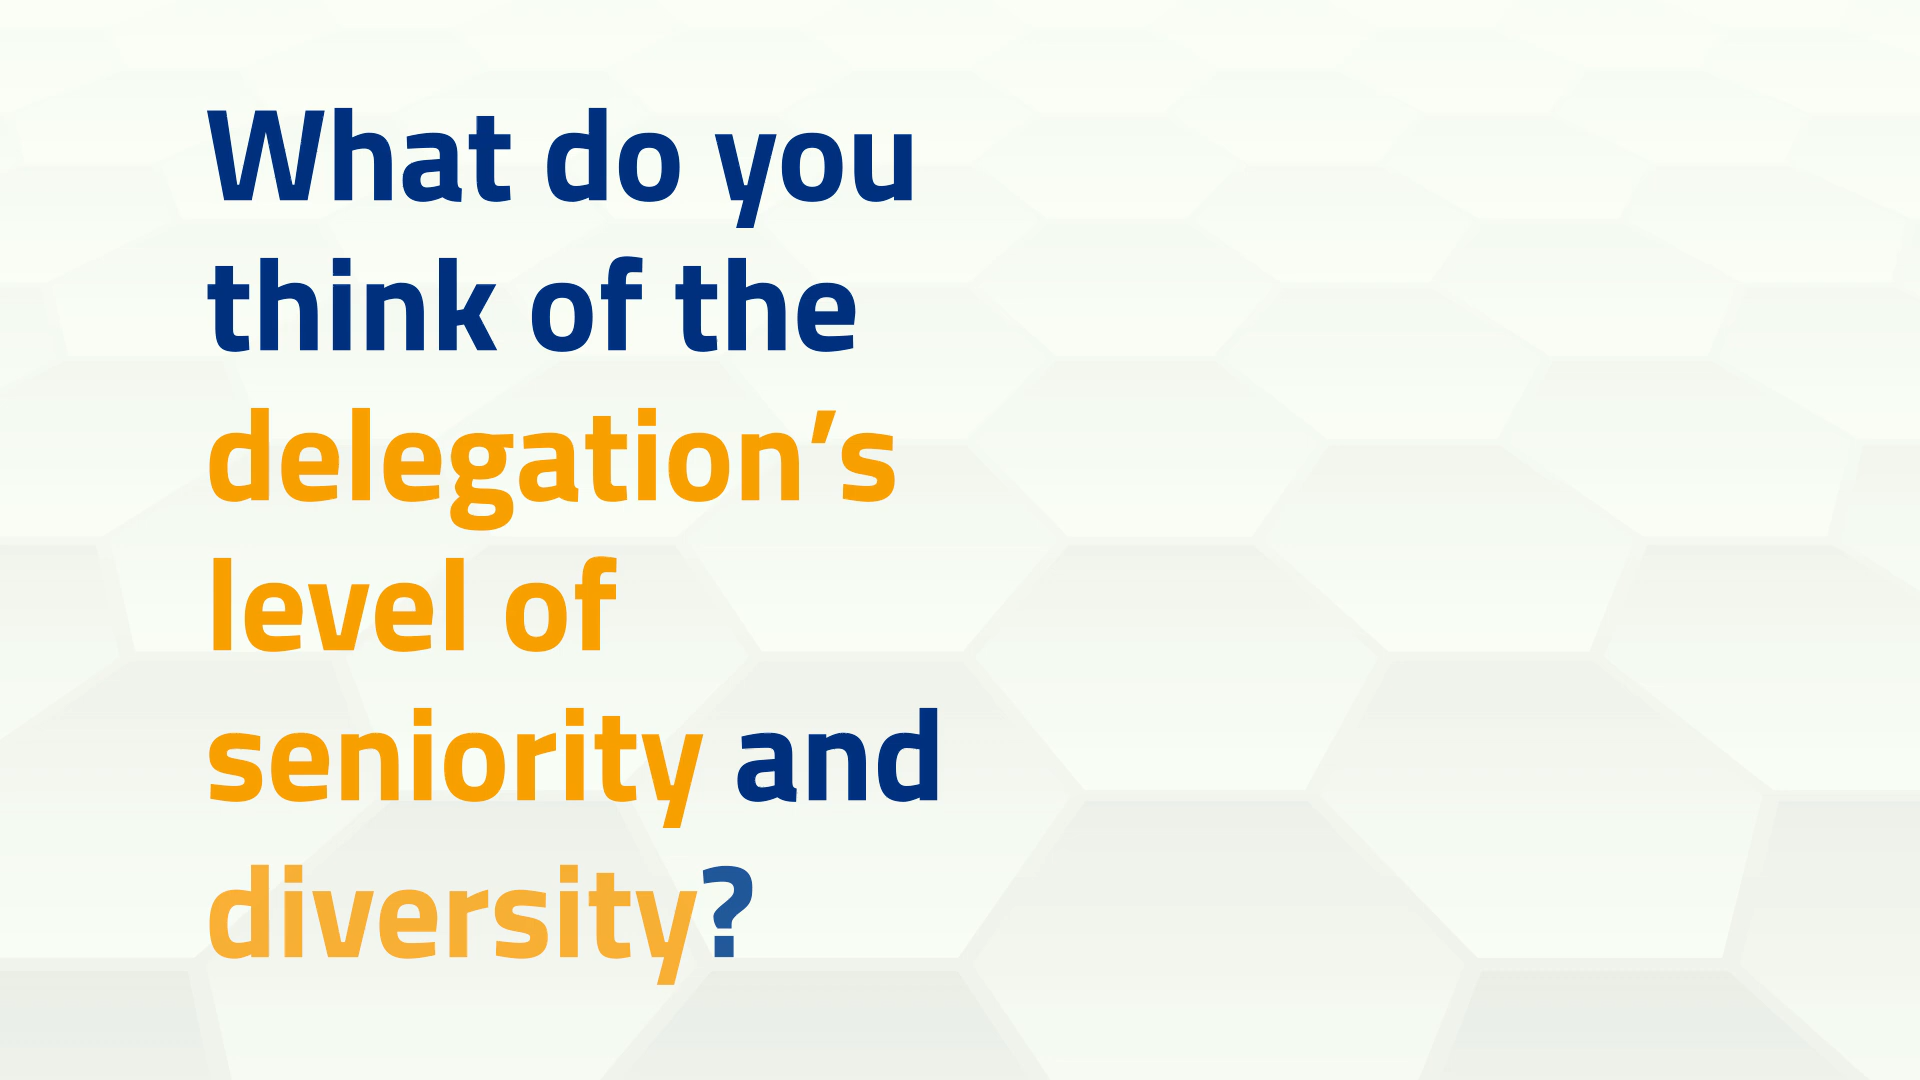 What do you
think of the
delegation’s
level of
seniority and
diversity?